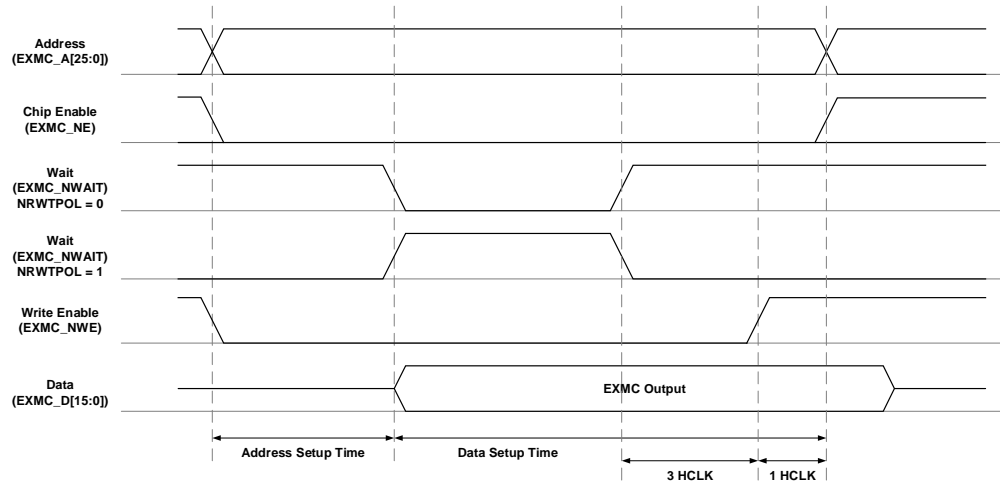 Address
(EXMC_A[25:0])
Chip Enable
(EXMC_NE)
Wait
(EXMC_NWAIT)
NRWTPOL = 0
Wait
(EXMC_NWAIT)
NRWTPOL = 1
Write Enable
(EXMC_NWE)
Data
(EXMC_D[15:0])
EXMC Output
Address Setup Time
Data Setup Time
3 HCLK
1 HCLK